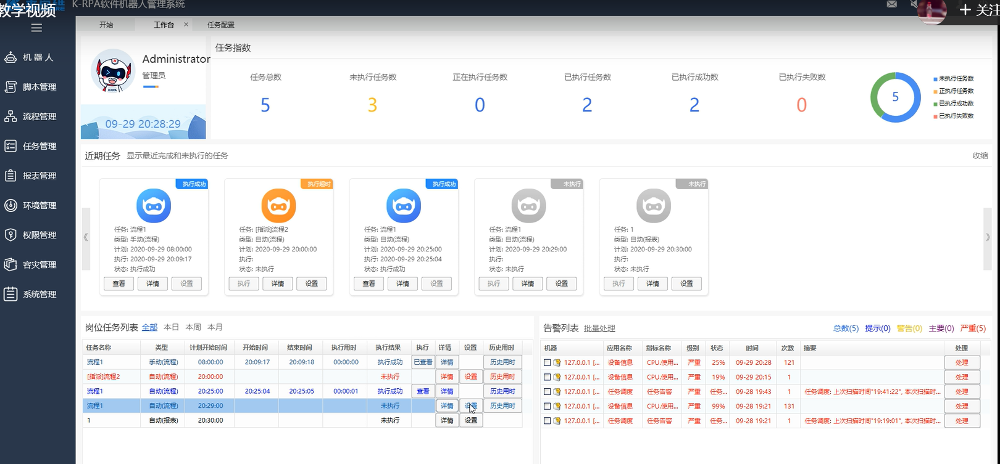 教学视频
K-RPA软件机器人管理系统
+ 关注
开始 工作台 × 任务配置
机 器 人
脚本管理
流程管理
任务管理
报表管理
环境管理
权限管理
容灾管理
系统管理
Administrator
管理员
KRPA
09-29 20:28:29
任务指数
任务总数 未执行任务数 正在执行任务数 已执行任务数 已执行成功数 已执行失败数
5 3 0 2 2 0
5
未执行任务数
正执行任务数
已执行成功数
已执行失败数
近期任务 显示最近完成和未执行的任务 收缩
执行成功
任务: 流程1
类型: 手动(流程)
计划: 2020-09-29 08:00:00
执行: 2020-09-29 20:09:17
状态: 执行成功
查看 详情 设置
执行超时
任务: [指派]流程2
类型: 自动(流程)
计划: 2020-09-29 20:00:00
执行:
状态: 未执行
执行 详情 设置
执行成功
任务: 流程1
类型: 自动(流程)
计划: 2020-09-29 20:25:00
执行: 2020-09-29 20:25:04
状态: 执行成功
查看 详情 设置
未执行
任务: 流程1
类型: 自动(流程)
计划: 2020-09-29 20:29:00
执行:
状态: 未执行
执行 详情 设置
未执行
任务: 1
类型: 自动(报表)
计划: 2020-09-29 20:30:00
执行:
状态: 未执行
执行 详情 设置
岗位任务列表 全部 本日 本周 本月
任务名称 类型 计划开始时间 开始时间 结束时间 执行用时 执行结果 执行 详情 设置 历史用时
流程1 手动(流程) 08:00:00 20:09:17 20:09:18 00:00:00 执行成功 已查看 详情 历史用时
[指派]流程2 自动(流程) 20:00:00 未执行 详情 设置 历史用时
流程1 自动(流程) 20:25:00 20:25:04 20:25:05 00:00:01 执行成功 查看 详情 历史用时
流程1 自动(流程) 20:29:00 未执行 详情 设置 历史用时
1 自动(报表) 20:30:00 未执行 详情 设置
告警列表 批量处理 总数(5) 提示(0) 警告(0) 主要(0) 严重(5)
机器 应用名称 指标名称 级别 状态 时间 次数 摘要 处理
127.0.0.1 [... 设备信息 CPU.使用... 严重 25% 09-29 20:28 121 处理
127.0.0.1 [... 设备信息 CPU.使用... 严重 19% 09-29 20:15 1 处理
127.0.0.1 [... 任务调度 任务告警 严重 任务... 09-28 19:43 1 任务调度: 上次扫描时间"19:41:22", 本次扫描时... 处理
127.0.0.1 [... 设备信息 CPU.使用... 严重 99% 09-28 19:21 131 处理
127.0.0.1 [... 任务调度 任务告警 严重 任务... 09-28 19:21 1 任务调度: 上次扫描时间"19:19:01", 本次扫描时... 处理